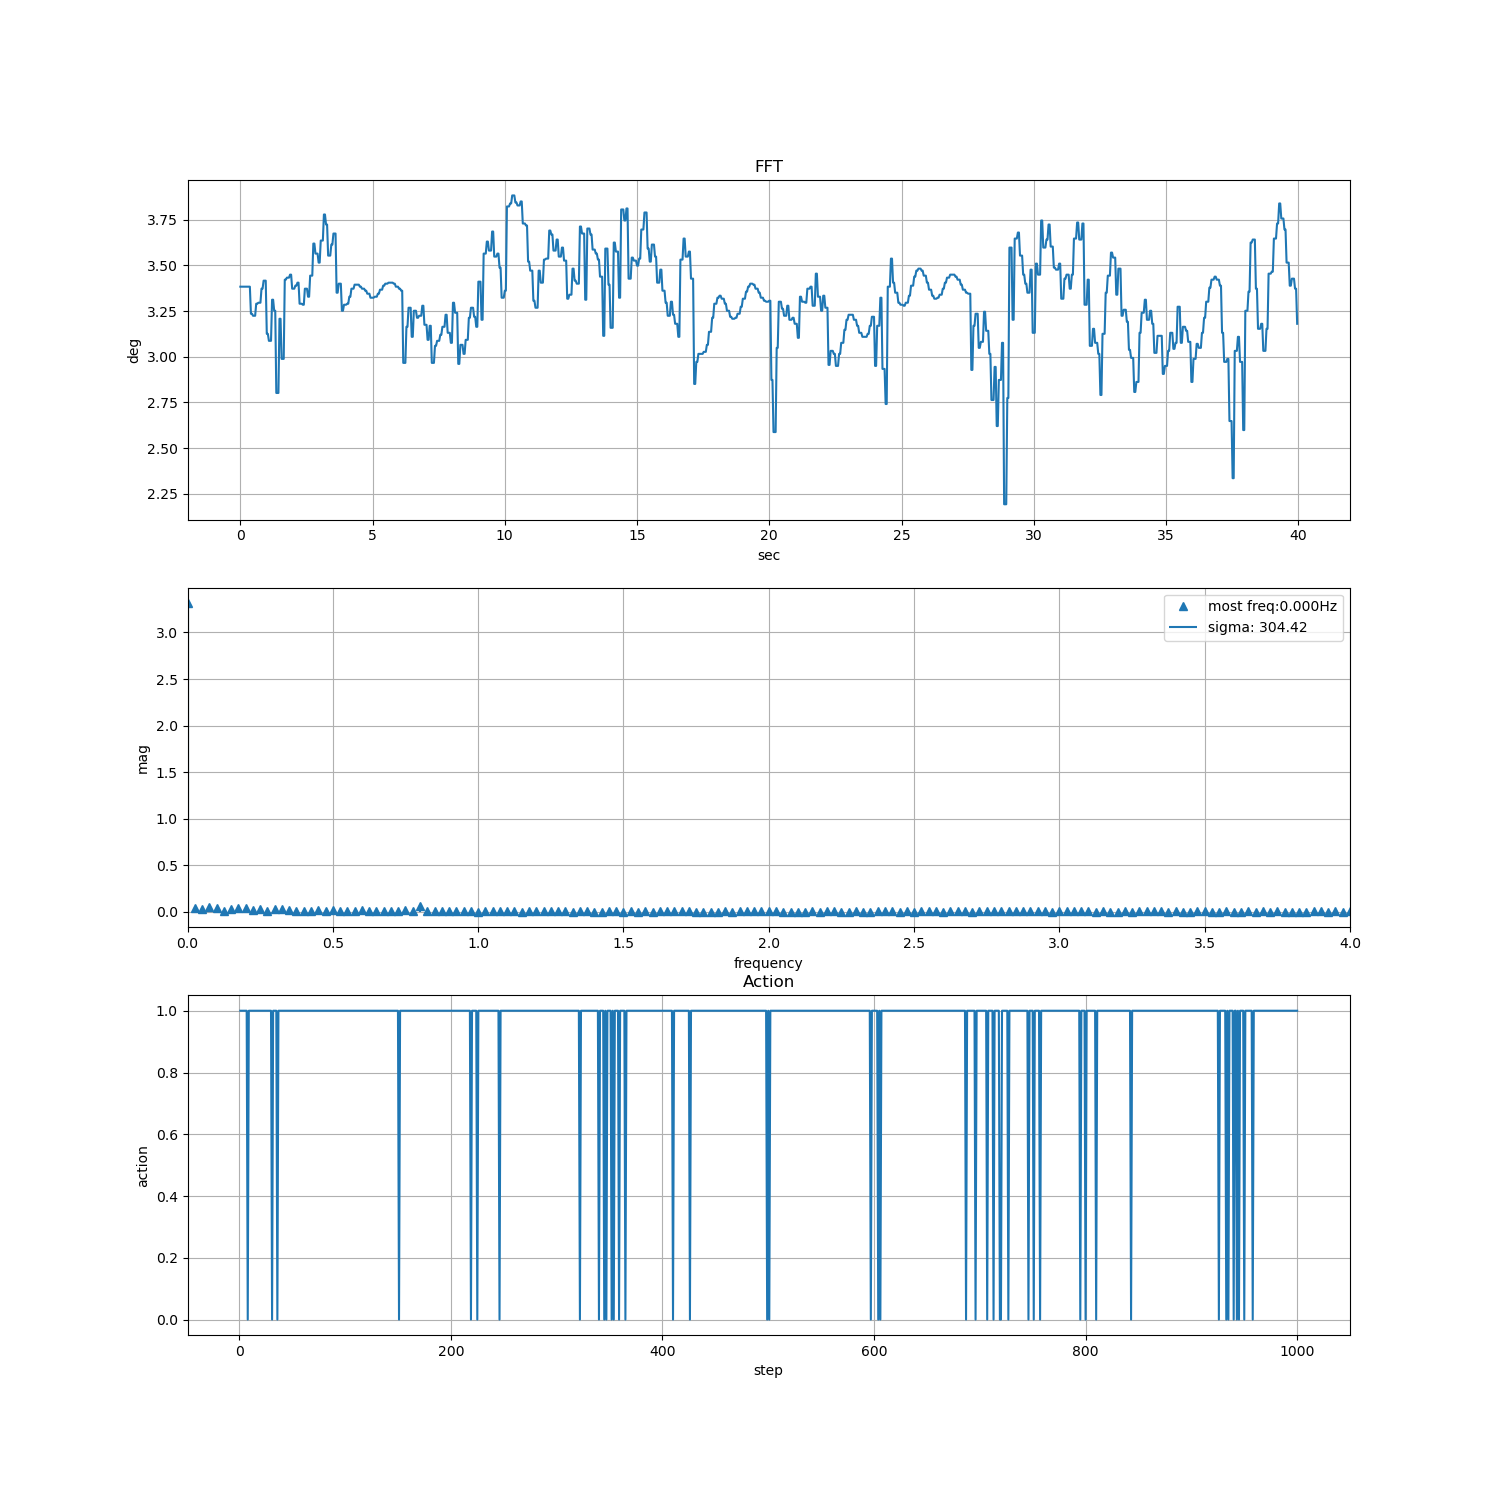 FFT
3.75
3.50
3.25
3.00
2.75
2.50
2.25
deg
0 5 10 15 20 25 30 35 40
sec
most freq:0.000Hz
sigma: 304.42
3.0
2.5
2.0
1.5
1.0
0.5
0.0
mag
0.0 0.5 1.0 1.5 2.0 2.5 3.0 3.5 4.0
frequency
Action
1.0
0.8
0.6
0.4
0.2
0.0
action
0 200 400 600 800 1000
step